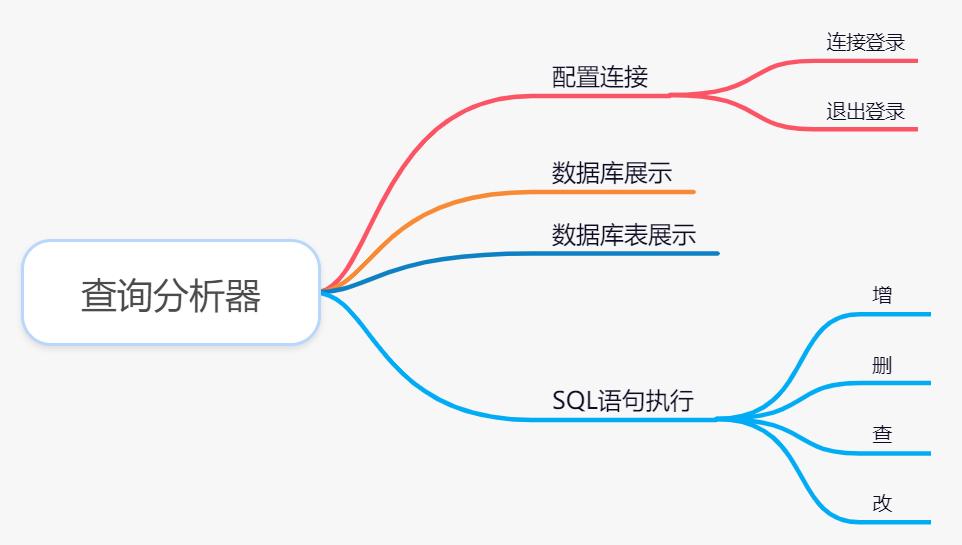 查询分析器
配置连接
连接登录
退出登录
数据库展示
数据库表展示
SQL语句执行
增
删
查
改